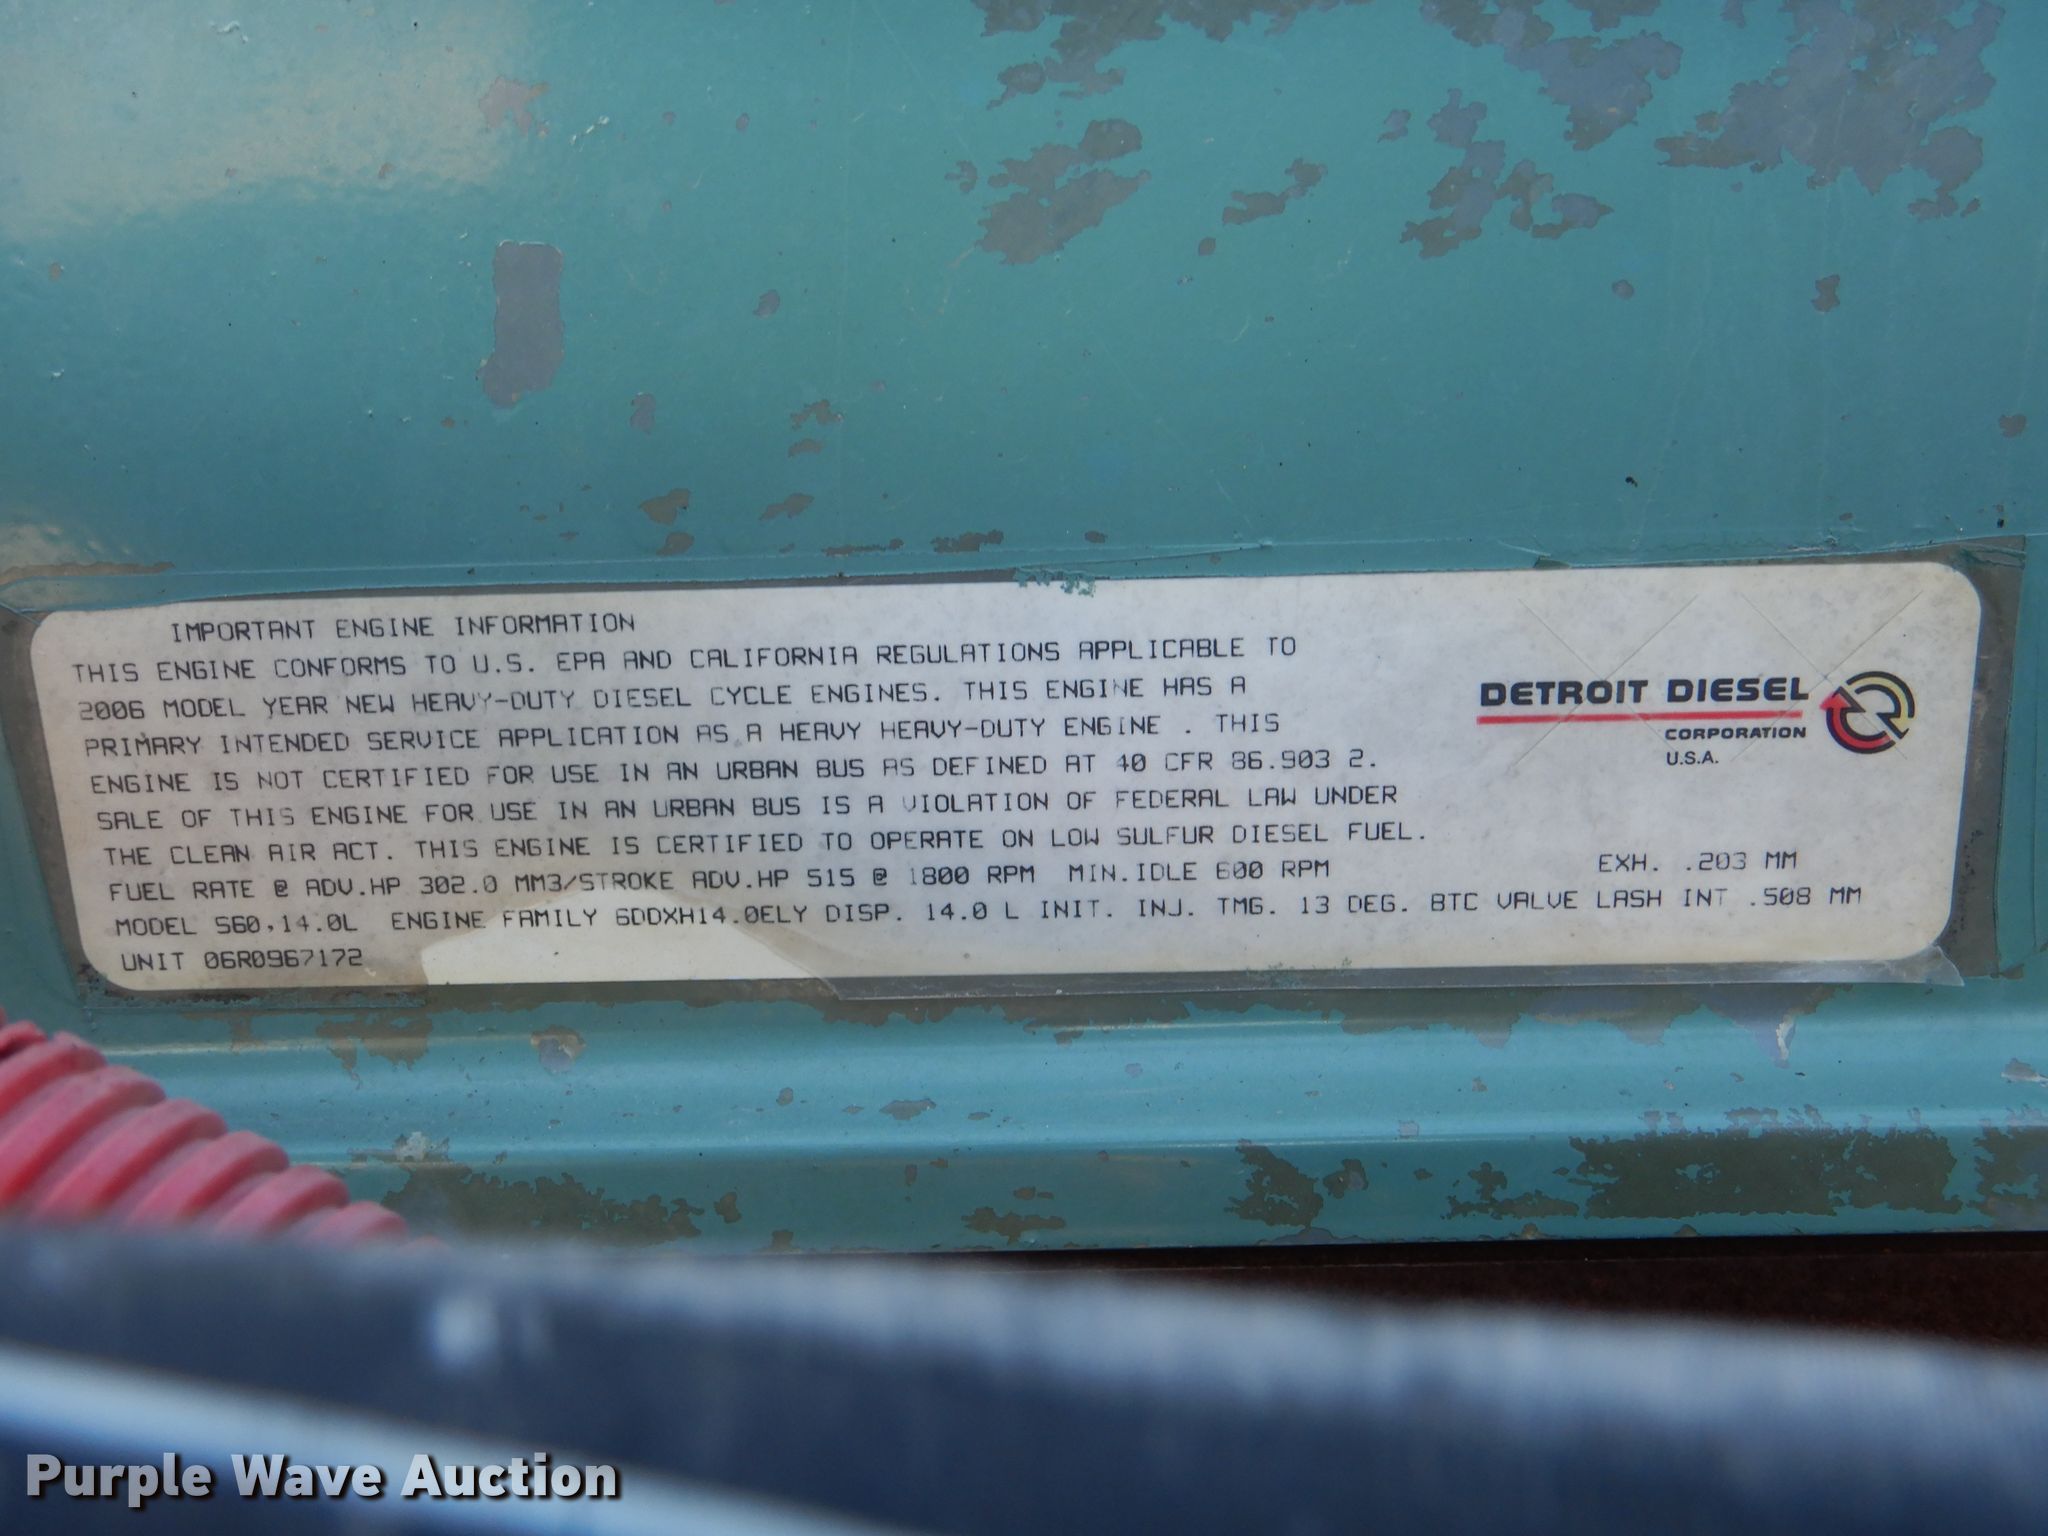 IMPORTANT ENGINE INFORMATION
THIS ENGINE CONFORMS TO U.S. EPA AND CALIFORNIA REGULATIONS APPLICABLE TO
2006 MODEL YEAR NEW HEAVY-DUTY DIESEL CYCLE ENGINES. THIS ENGINE HAS A
PRIMARY INTENDED SERVICE APPLICATION AS A HEAVY HEAVY-DUTY ENGINE . THIS
ENGINE IS NOT CERTIFIED FOR USE IN AN URBAN BUS AS DEFINED AT 40 CFR 86.903 2.
SALE OF THIS ENGINE FOR USE IN AN URBAN BUS IS A VIOLATION OF FEDERAL LAW UNDER
THE CLEAN AIR ACT. THIS ENGINE IS CERTIFIED TO OPERATE ON LOW SULFUR DIESEL FUEL.
FUEL RATE @ ADV.HP 302.0 MM3/STROKE ADV.HP 515 @ 1800 RPM MIN.IDLE 600 RPM EXH. .203 MM
MODEL S60,14.0L ENGINE FAMILY 6DDXH14.0ELY DISP. 14.0 L INIT. INJ. TMG. 13 DEG. BTC VALVE LASH INT .508 MM
UNIT 06R0967172
DETROIT DIESEL
CORPORATION
U.S.A.
Purple Wave Auction